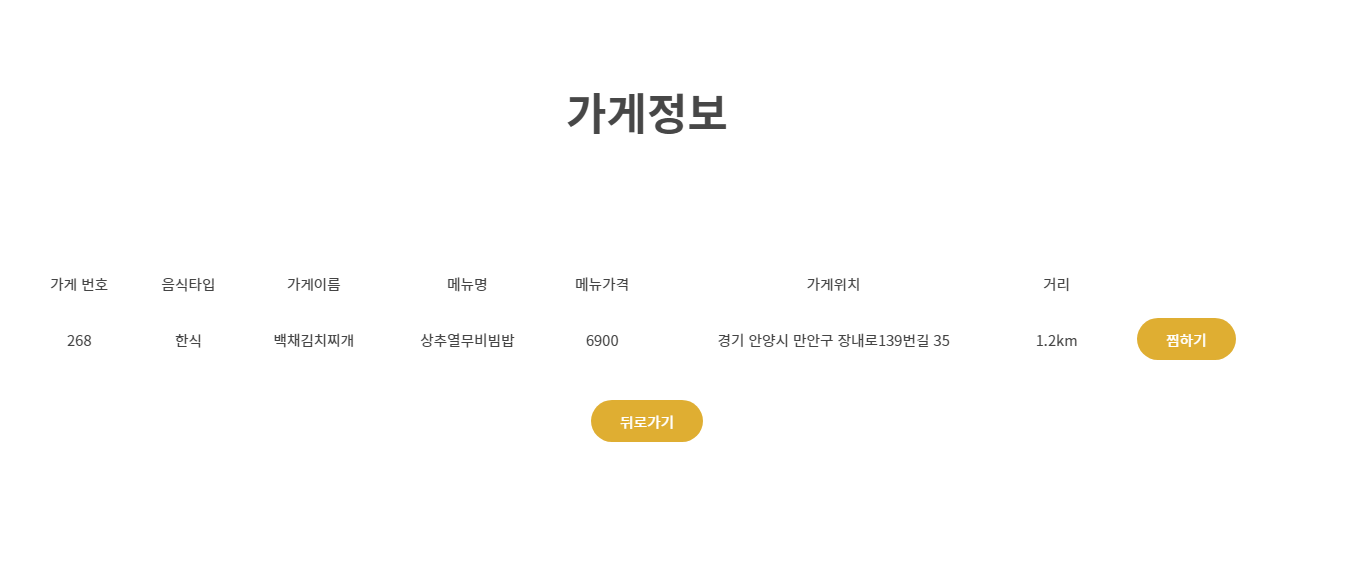 가게정보
가게 번호 음식타입 가게이름 메뉴명 메뉴가격 가게위치 거리
268 한식 백채김치찌개 상추열무비빔밥 6900 경기 안양시 만안구 장내로139번길 35 1.2km 찜하기
뒤로가기